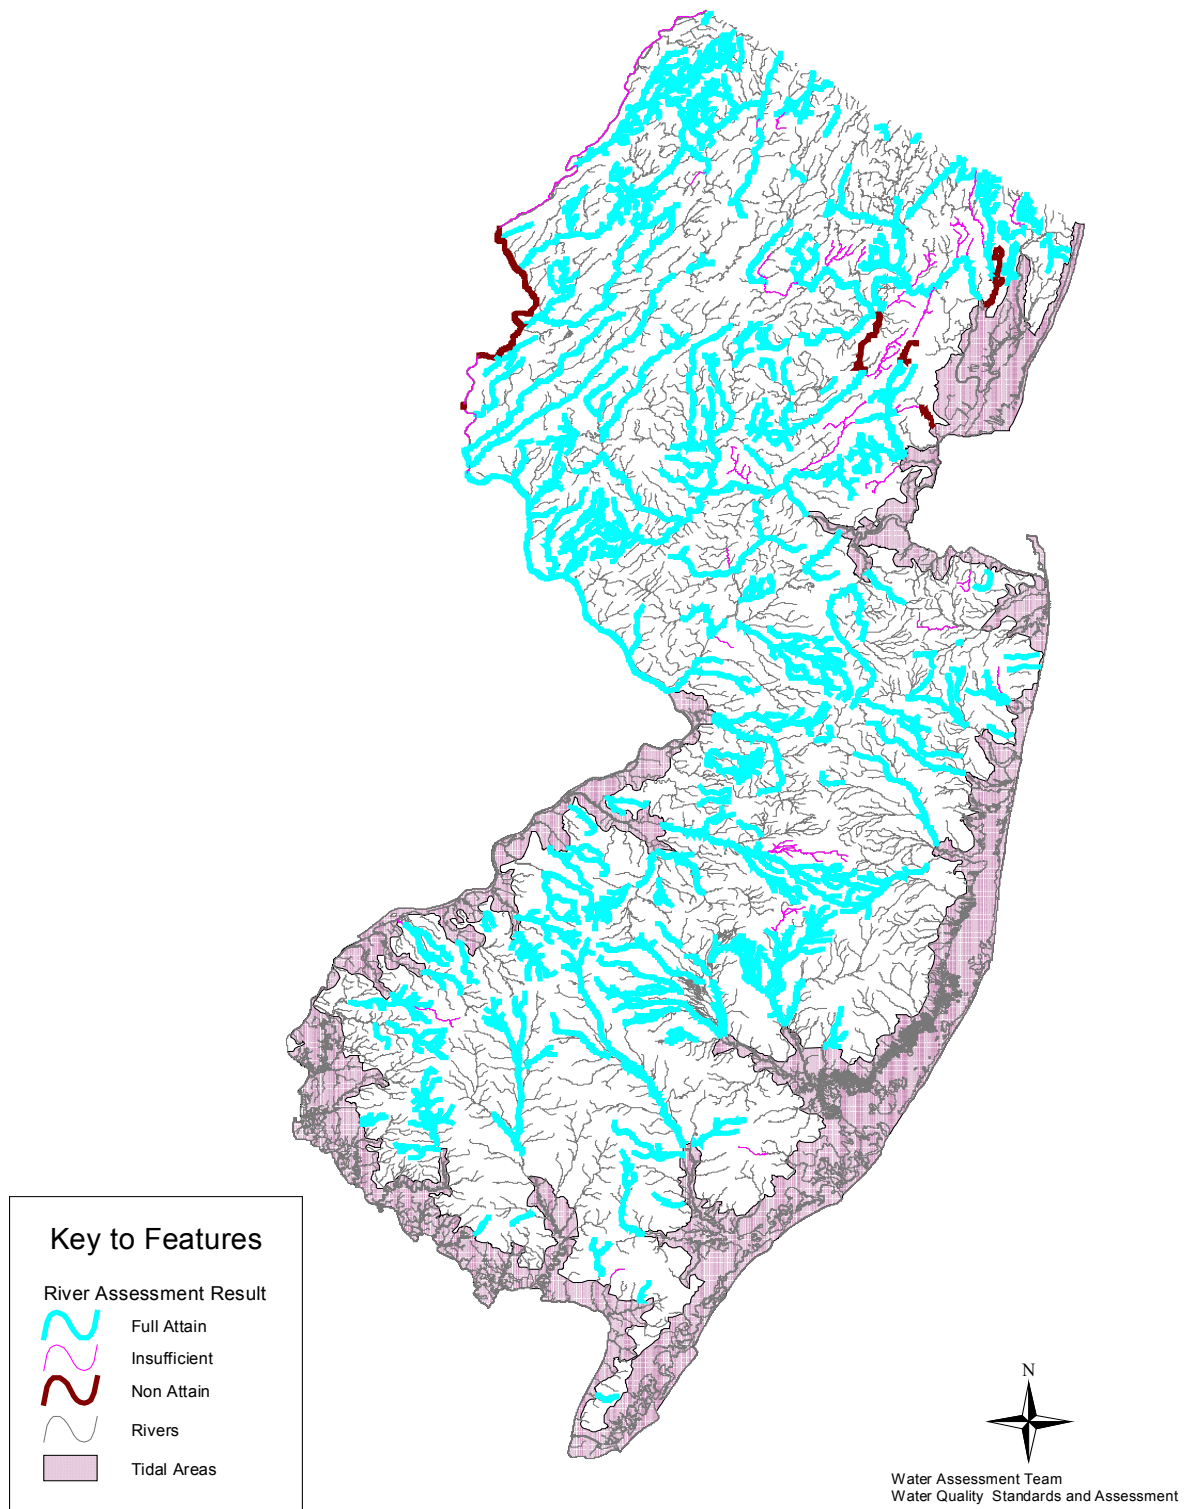 Key to Features
River Assessment Result
Full Attain
Insufficient
Non Attain
Rivers
Tidal Areas
N
Water Assessment Team
Water Quality Standards and Assessment